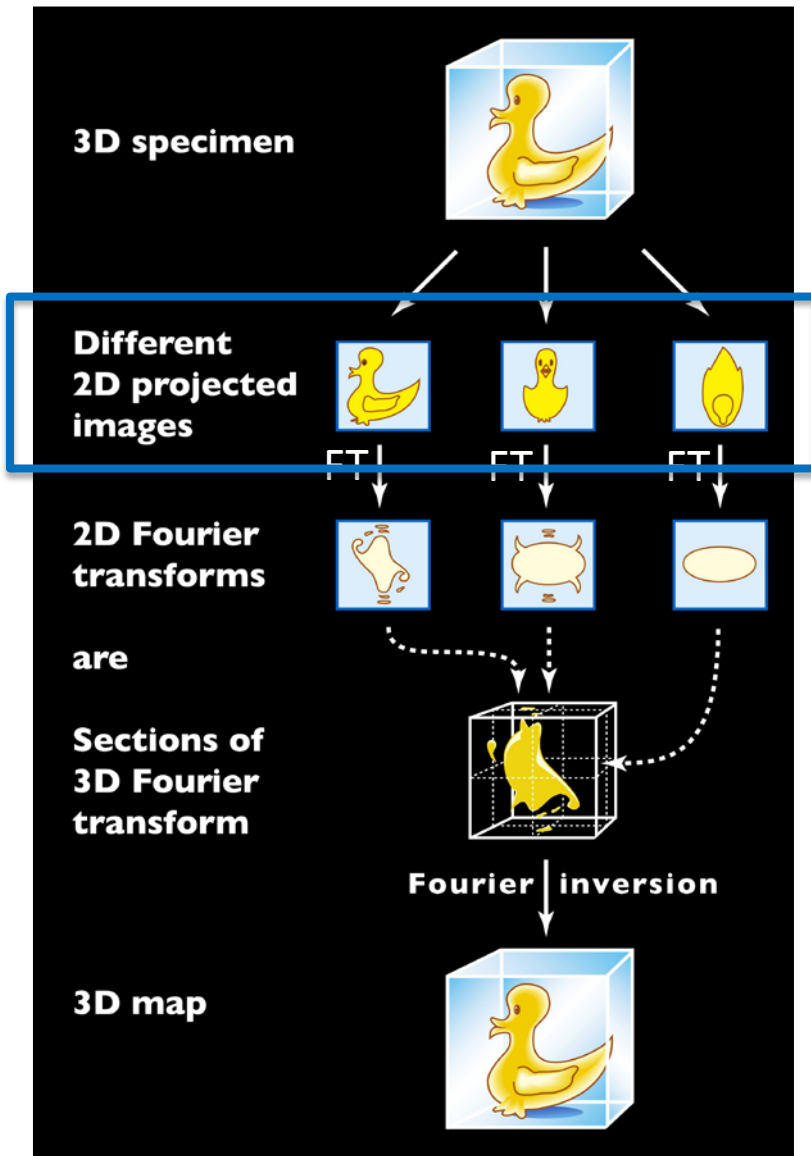 3D specimen
Different
2D projected
images
FT FT FT
2D Fourier
transforms
are
Sections of
3D Fourier
transform
Fourier inversion
3D map